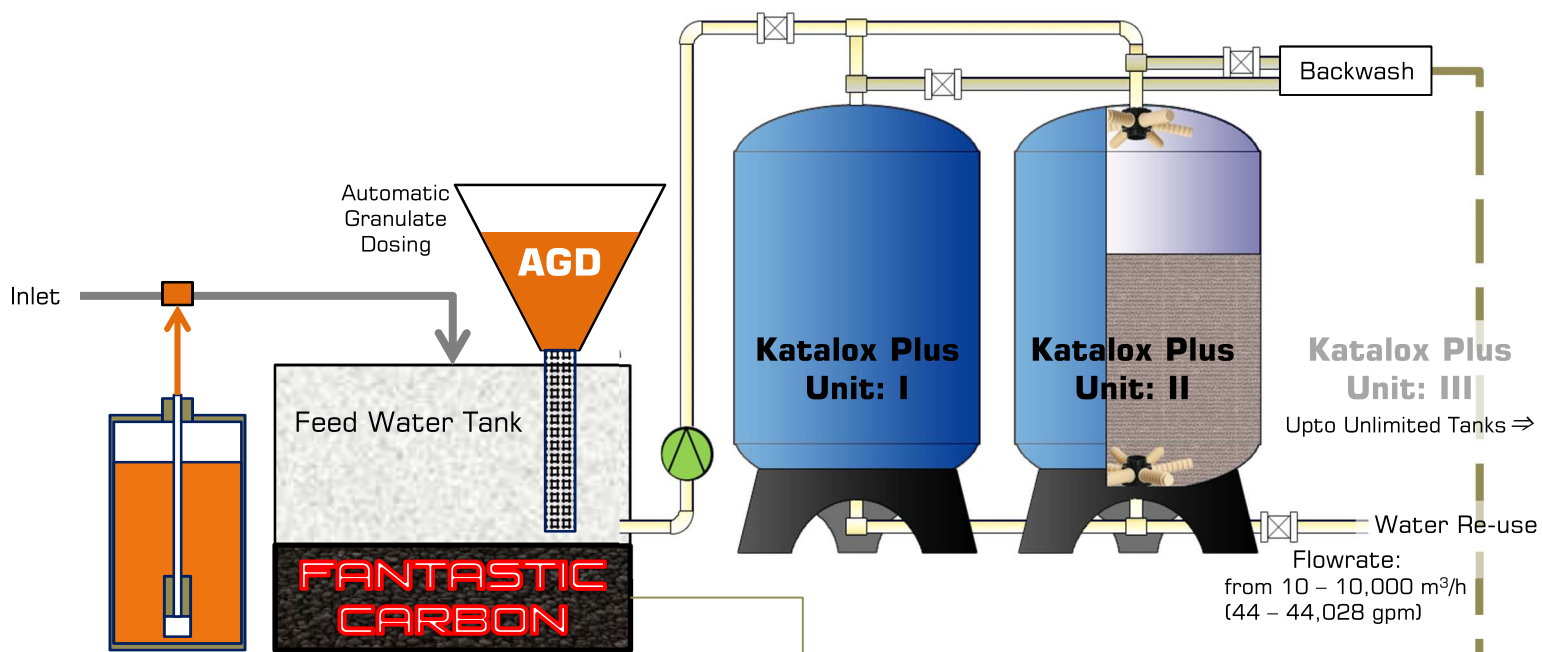 Backwash
Automatic
Granulate
Dosing
AGD
Inlet
Katalox Plus
Unit: I
Katalox Plus
Unit: II
Katalox Plus
Unit: III
Upto Unlimited Tanks ⇒
Feed Water Tank
Water Re-use
Flowrate:
from 10 – 10,000 m³/h
(44 – 44,028 gpm)
FANTASTIC
CARBON